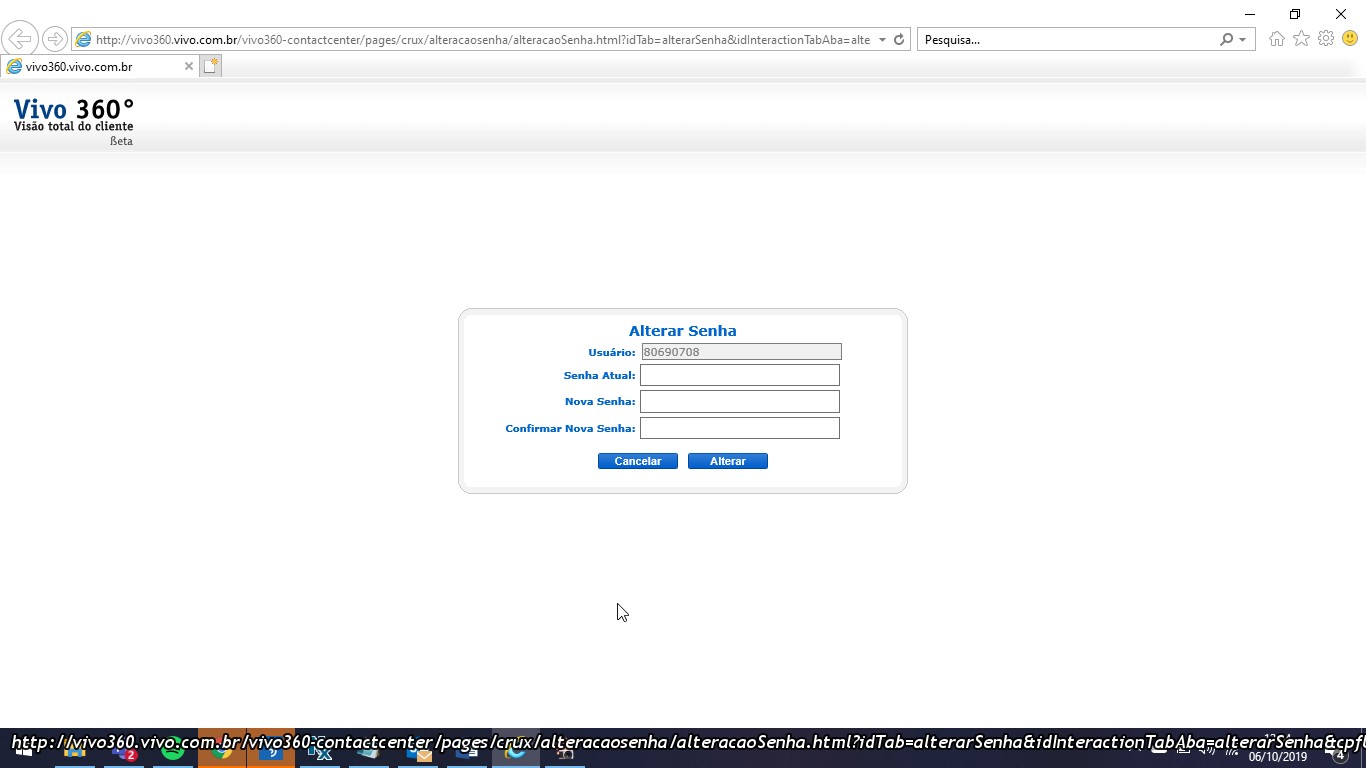 http://vivo360.vivo.com.br/vivo360-contactcenter/pages/crux/alteracaosenha/alteracaoSenha.html?idTab=alterarSenha&idInteractionTabAba=alte
Pesquisa...
vivo360.vivo.com.br
Vivo 360°
Visão total do cliente
ßeta
Alterar Senha
Usuário: 80690708
Senha Atual:
Nova Senha:
Confirmar Nova Senha:
Cancelar Alterar
http://vivo360.vivo.com.br/vivo360-contactcenter/pages/crux/alteracaosenha/alteracaoSenha.html?idTab=alterarSenha&idInteractionTabAba=alterarSenha&cpf
2
06/10/2019
4